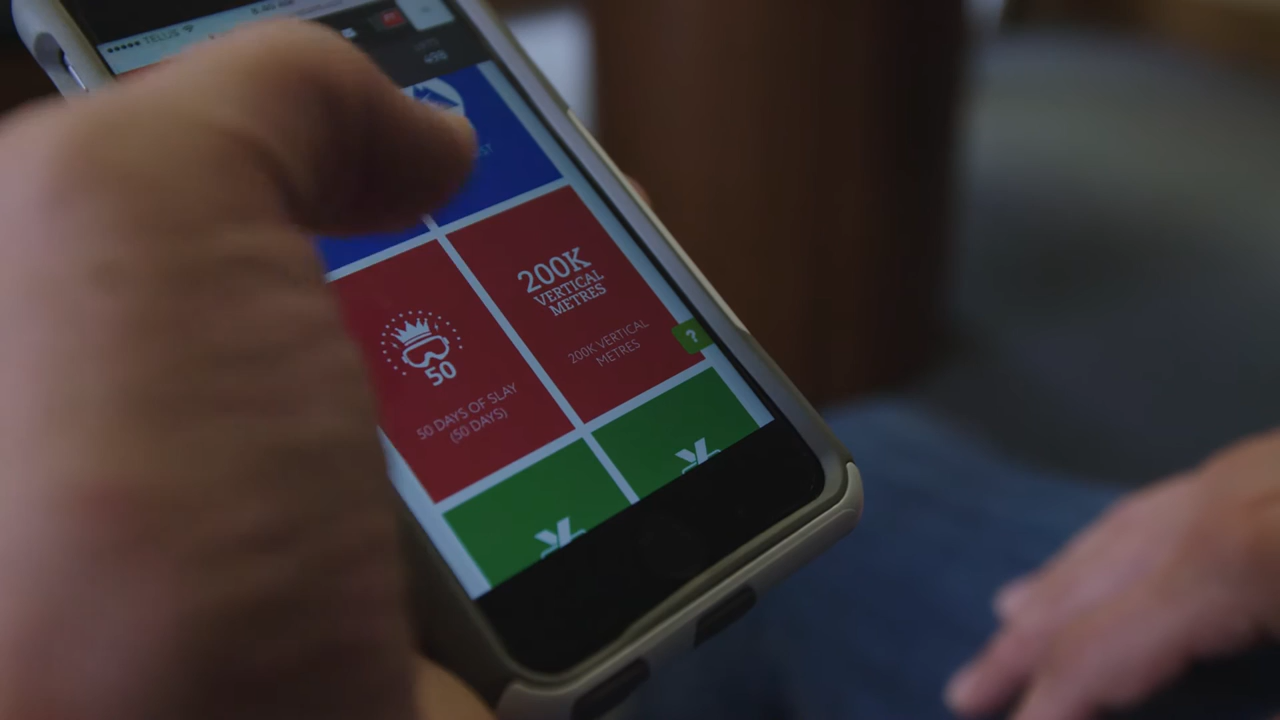 TELUS
200K
VERTICAL
METRES
200K VERTICAL
METRES
?
50
50 DAYS OF SLAY
(50 DAYS)